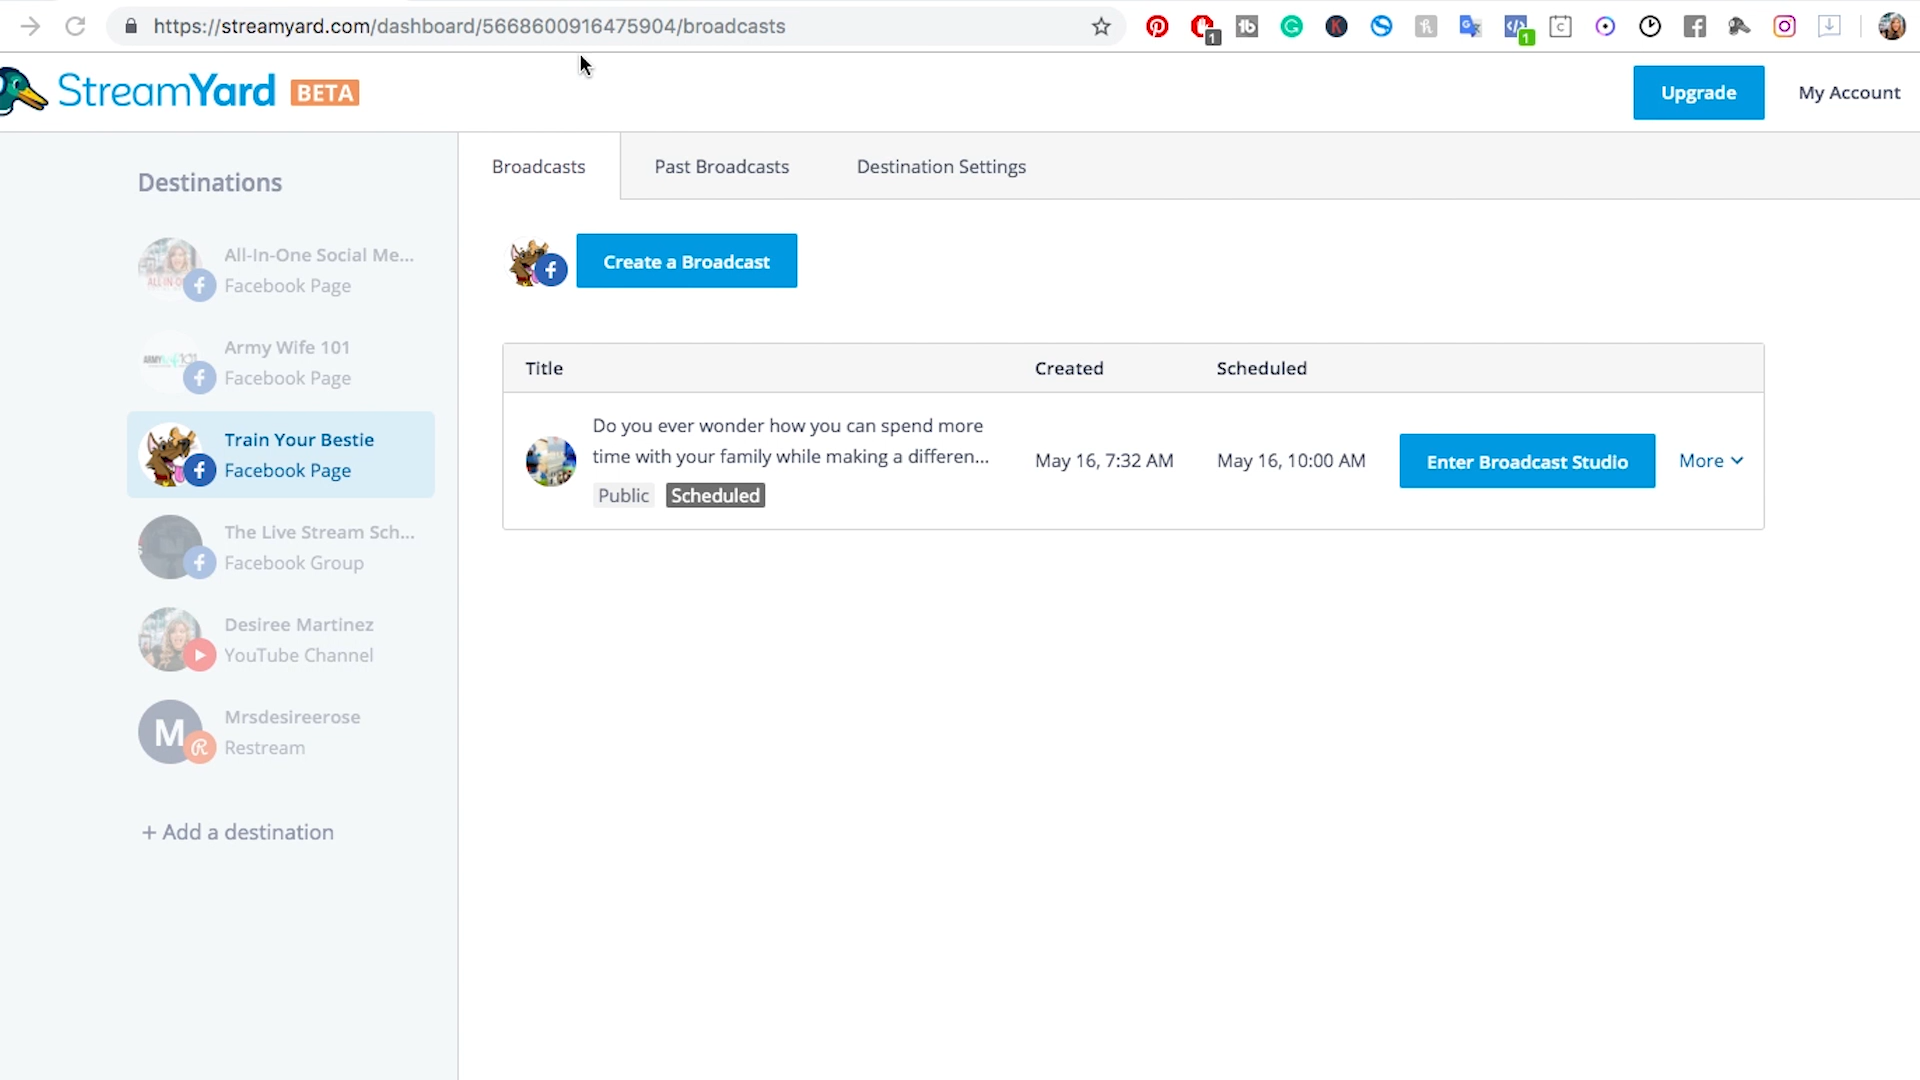 https://streamyard.com/dashboard/5668600916475904/broadcasts
1
1
StreamYard BETA
Upgrade
My Account
Destinations
All-In-One Social Me...
Facebook Page
Army Wife 101
Facebook Page
Train Your Bestie
Facebook Page
The Live Stream Sch...
Facebook Group
Desiree Martinez
YouTube Channel
M
Mrsdesireerose
Restream
+ Add a destination
Broadcasts
Past Broadcasts
Destination Settings
Create a Broadcast
Title
Created
Scheduled
Do you ever wonder how you can spend more
time with your family while making a differen...
Public
Scheduled
May 16, 7:32 AM
May 16, 10:00 AM
Enter Broadcast Studio
More